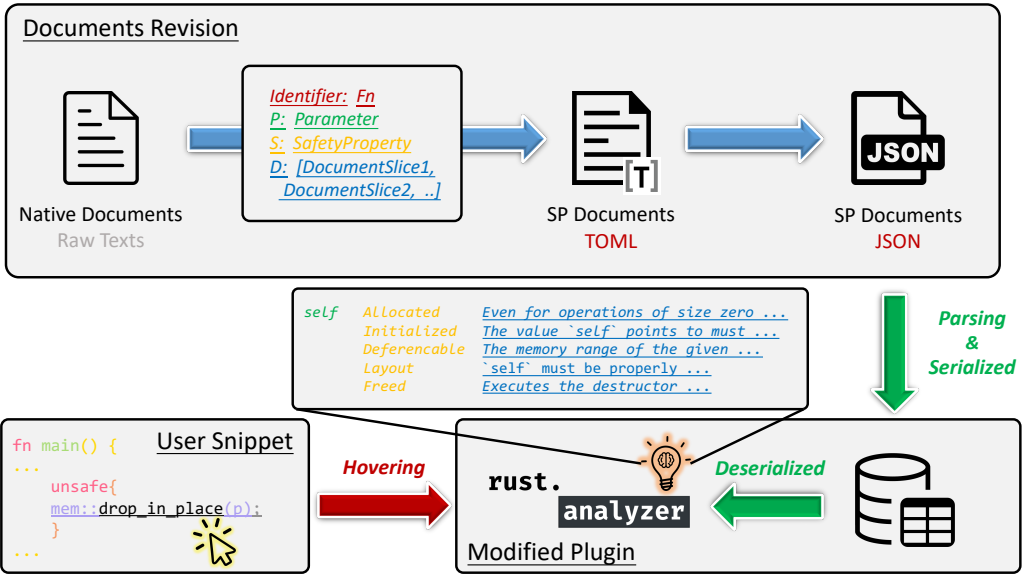 Documents Revision
Identifier: Fn
P: Parameter
S: SafetyProperty
D: [DocumentSlice1,
DocumentSlice2, ..]
[T]
JSON
Native Documents
Raw Texts
SP Documents
TOML
SP Documents
JSON
self Allocated Even for operations of size zero ...
Initialized The value `self` points to must ...
Deferencable The memory range of the given ...
Layout `self` must be properly ...
Freed Executes the destructor ...
Parsing
&
Serialized
User Snippet
fn main() {
...
unsafe{
mem::drop_in_place(p);
}
...
Hovering
rust.
analyzer
Deserialized
Modified Plugin